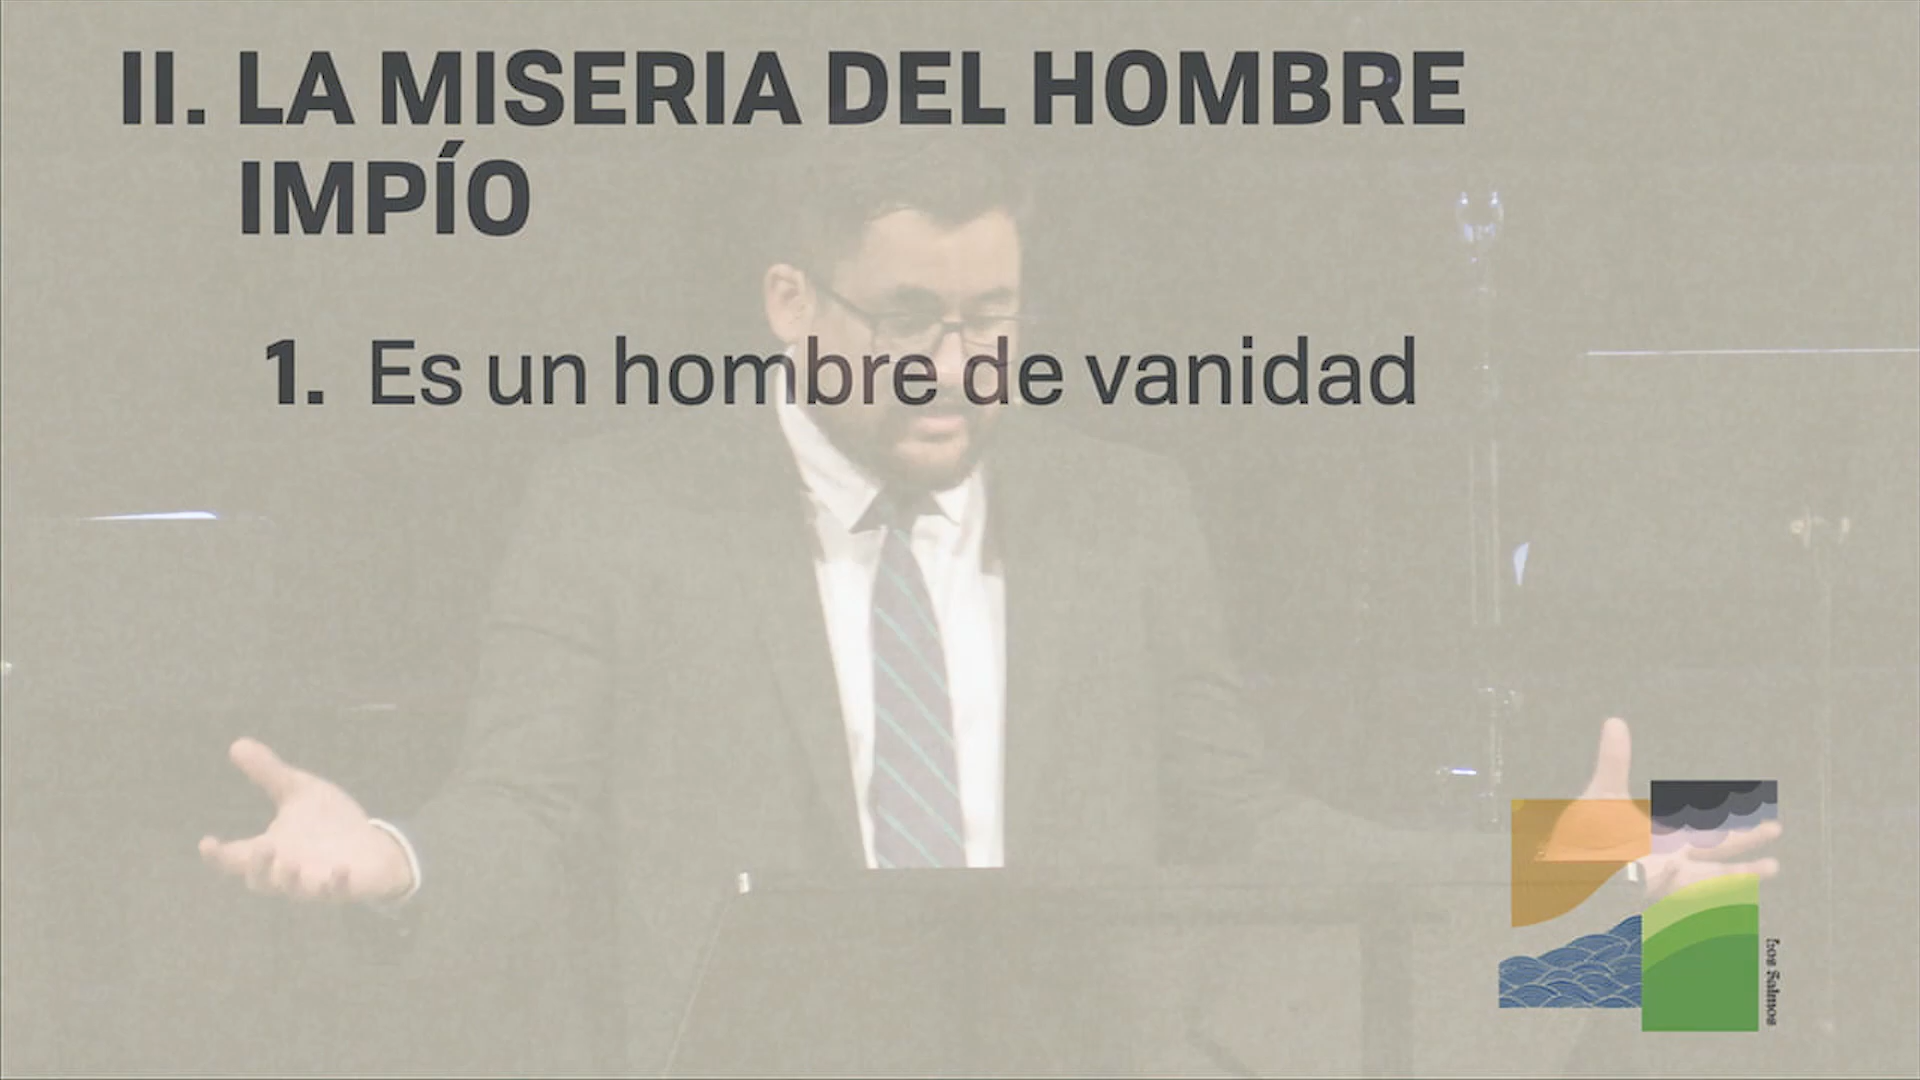 II. LA MISERIA DEL HOMBRE
IMPÍO
1. Es un hombre de vanidad
Los Salmos